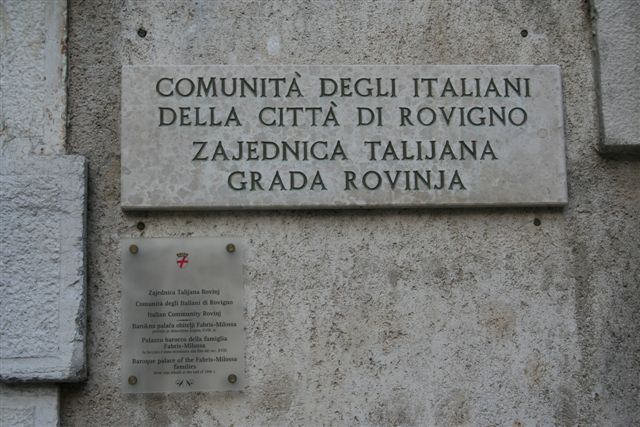 COMUNITÀ DEGLI ITALIANI
DELLA CITTÀ DI ROVIGNO
ZAJEDNICA TALIJANA
GRADA ROVINJA
Zajednica Talijana Rovinj
Comunità degli Italiani di Rovigno
Italian Community Rovinj
Barokna palača obitelji Fabris-Milossa
Palazzo barocco della famiglia
Fabris-Milossa
Baroque palace of the Fabris-Milossa
families